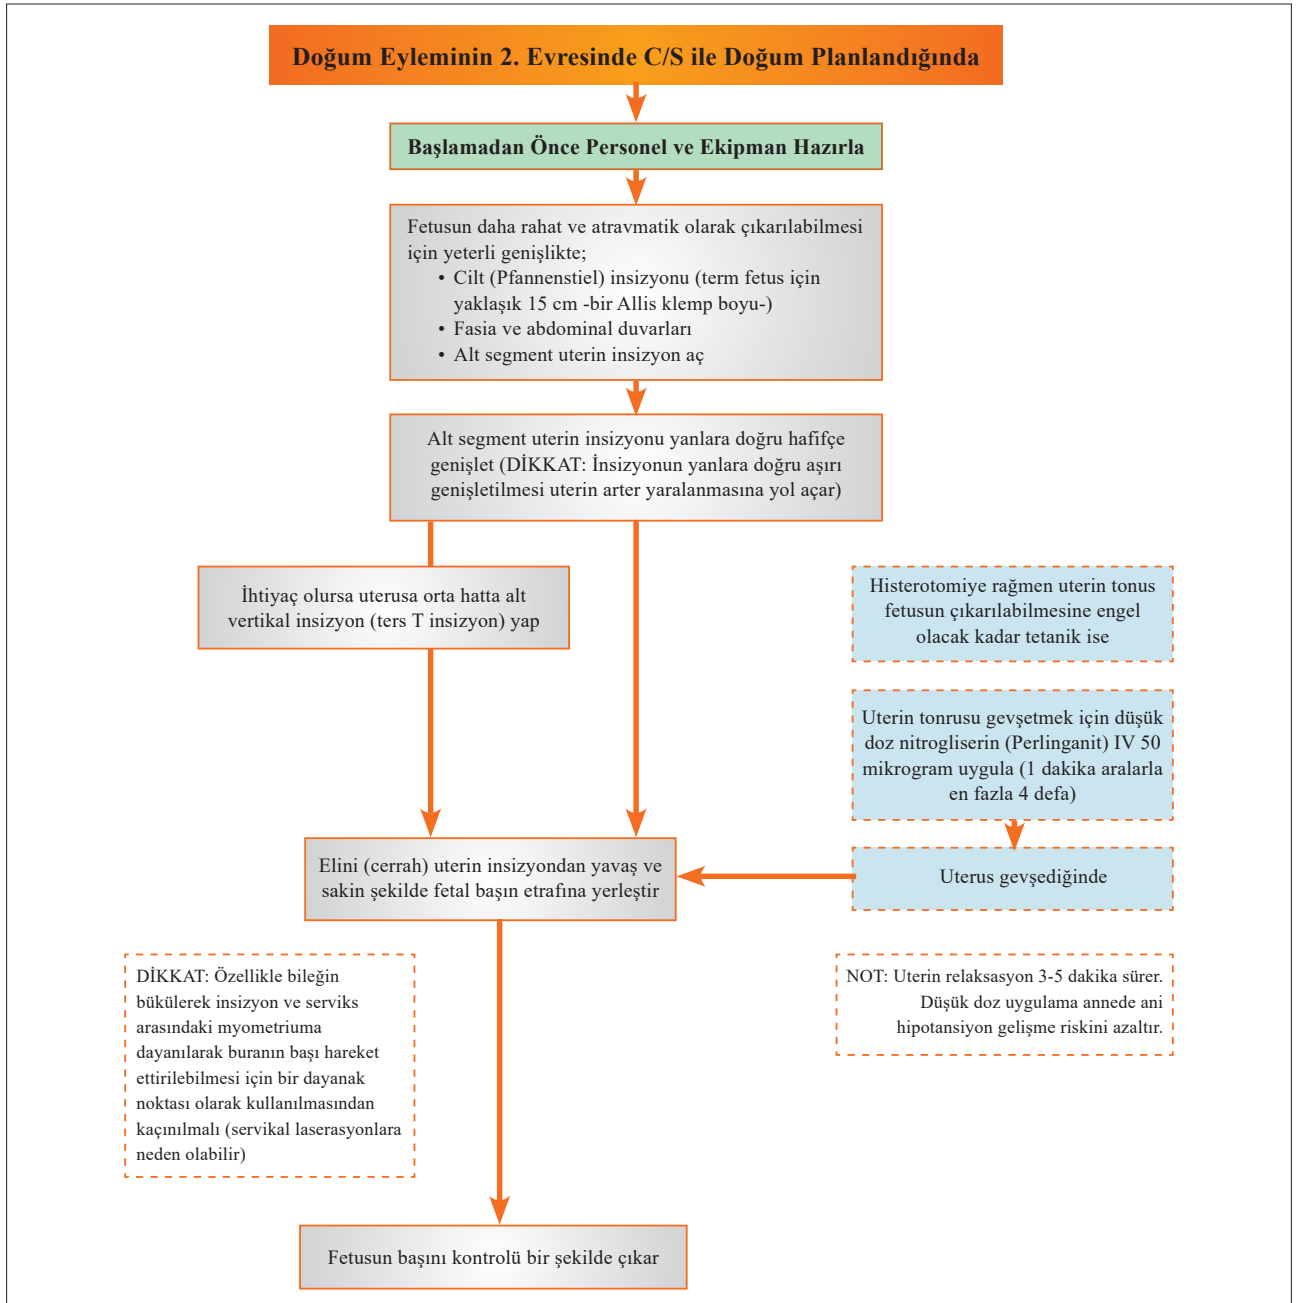 Doğum Eyleminin 2. Evresinde C/S ile Doğum Planlandığında
Başlamadan Önce Personel ve Ekipman Hazırla
Fetusun daha rahat ve atravmatik olarak çıkarılabilmesi
için yeterli genişlikte;
• Cilt (Pfannenstiel) insizyonu (term fetus için
yaklaşık 15 cm -bir Allis klemp boyu-)
• Fasia ve abdominal duvarları
• Alt segment uterin insizyon aç
Alt segment uterin insizyonu yanlara doğru hafifçe
genişlet (DİKKAT: İnsizyonun yanlara doğru aşırı
genişletilmesi uterin arter yaralanmasına yol açar)
İhtiyaç olursa uterusa orta hatta alt
vertikal insizyon (ters T insizyon) yap
Histerotomiye rağmen uterin tonus
fetusun çıkarılabilmesine engel
olacak kadar tetanik ise
Uterin tonrusu gevşetmek için düşük
doz nitrogliserin (Perlinganit) IV 50
mikrogram uygula (1 dakika aralarla
en fazla 4 defa)
Elini (cerrah) uterin insizyondan yavaş ve
sakin şekilde fetal başın etrafına yerleştir
Uterus gevşediğinde
DİKKAT: Özellikle bileğin
bükülerek insizyon ve serviks
arasındaki myometriuma
dayanılarak buranın başı hareket
ettirilebilmesi için bir dayanak
noktası olarak kullanılmasından
kaçınılmalı (servikal laserasyonlara
neden olabilir)
NOT: Uterin relaksasyon 3-5 dakika sürer.
Düşük doz uygulama annede ani
hipotansiyon gelişme riskini azaltır.
Fetusun başını kontrolü bir şekilde çıkar